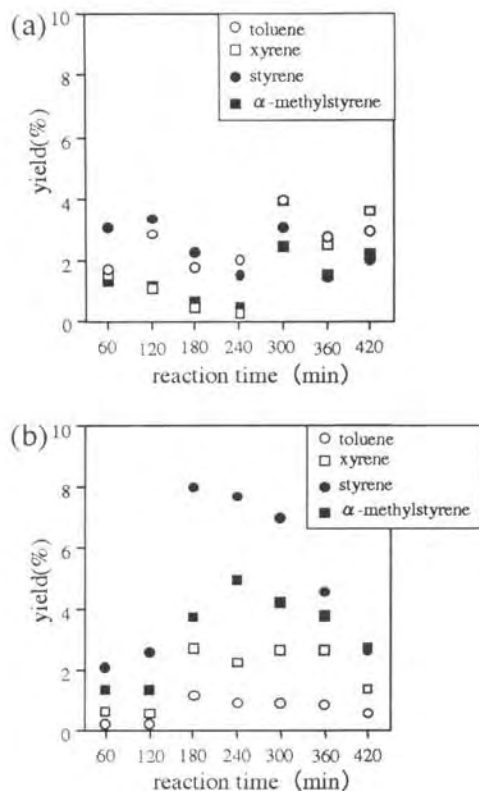 (a)
10
8
6
4
2
0
yield(%)
toluene
xyrene
styrene
α-methylstyrene
60 120 180 240 300 360 420
reaction time (min)
(b)
10
8
6
4
2
0
yield(%)
toluene
xyrene
styrene
α-methylstyrene
60 120 180 240 300 360 420
reaction time (min)